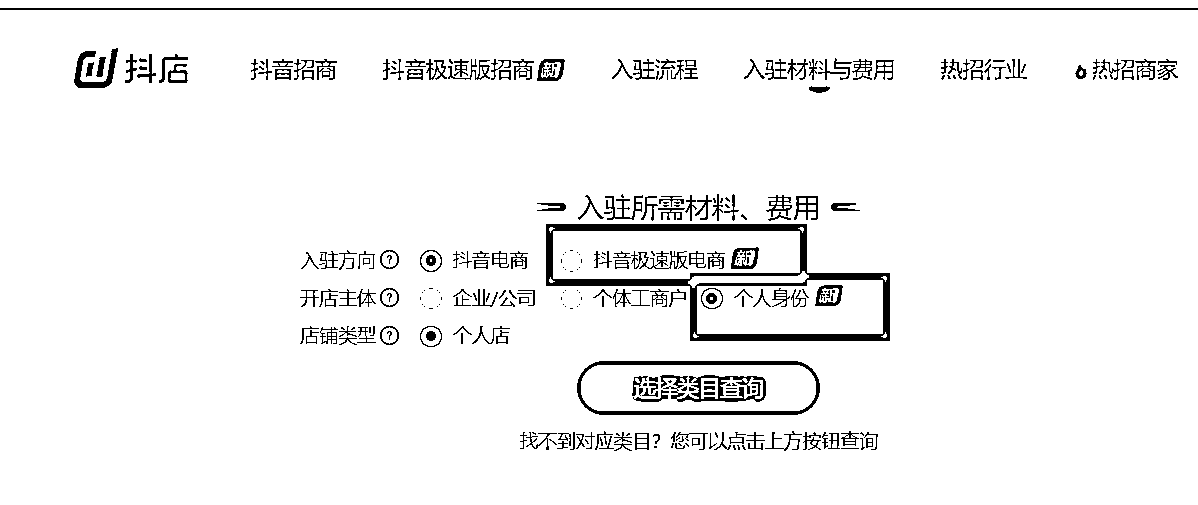 抖店 抖音招商 抖音极速版招商 新 入驻流程 入驻材料与费用 热招行业 热招商家
入驻所需材料、费用
入驻方向? 抖音电商 抖音极速版电商 新
开店主体? 企业/公司 个体工商户 个人身份 新
店铺类型? 个人店
选择类目查询
找不到对应类目？您可以点击上方按钮查询